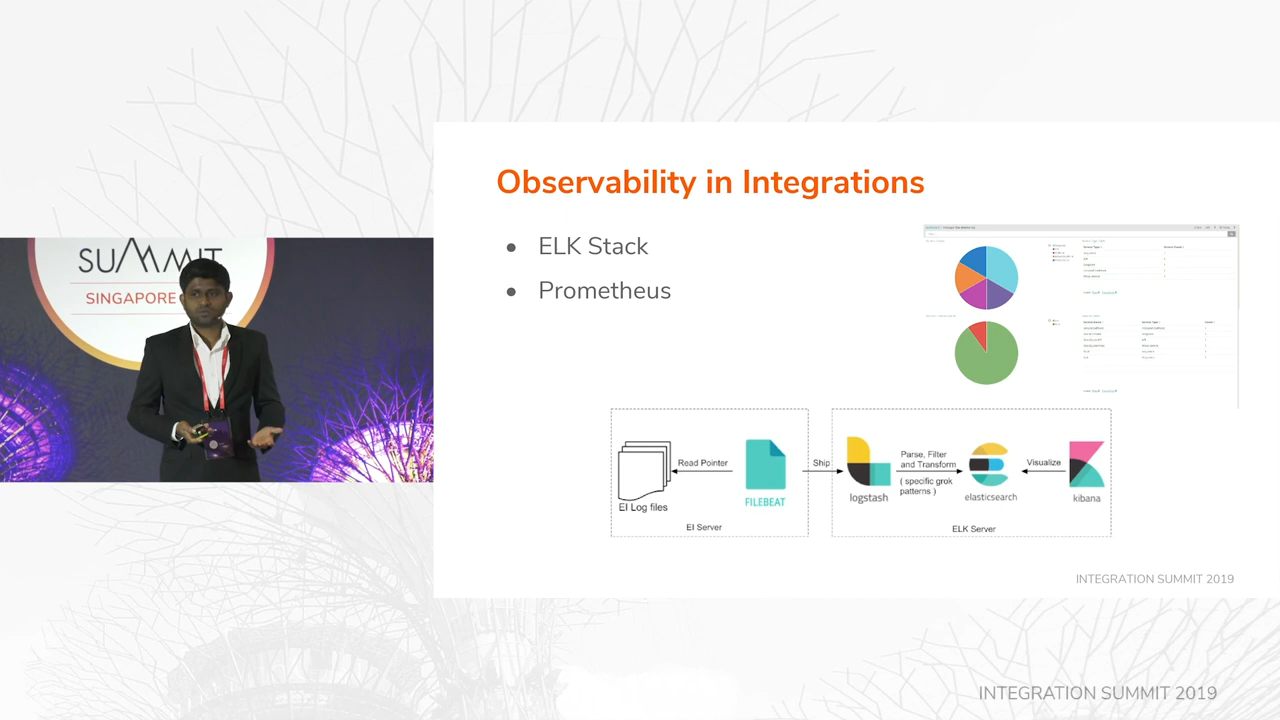 SUMMIT
SINGAPORE
Observability in Integrations
ELK Stack
Prometheus
Read Pointer
Ship
Parse, Filter
and Transform
( specific grok
patterns )
Visualize
EI Log files
FILEBEAT
logstash
elasticsearch
kibana
EI Server
ELK Server
INTEGRATION SUMMIT 2019
INTEGRATION SUMMIT 2019